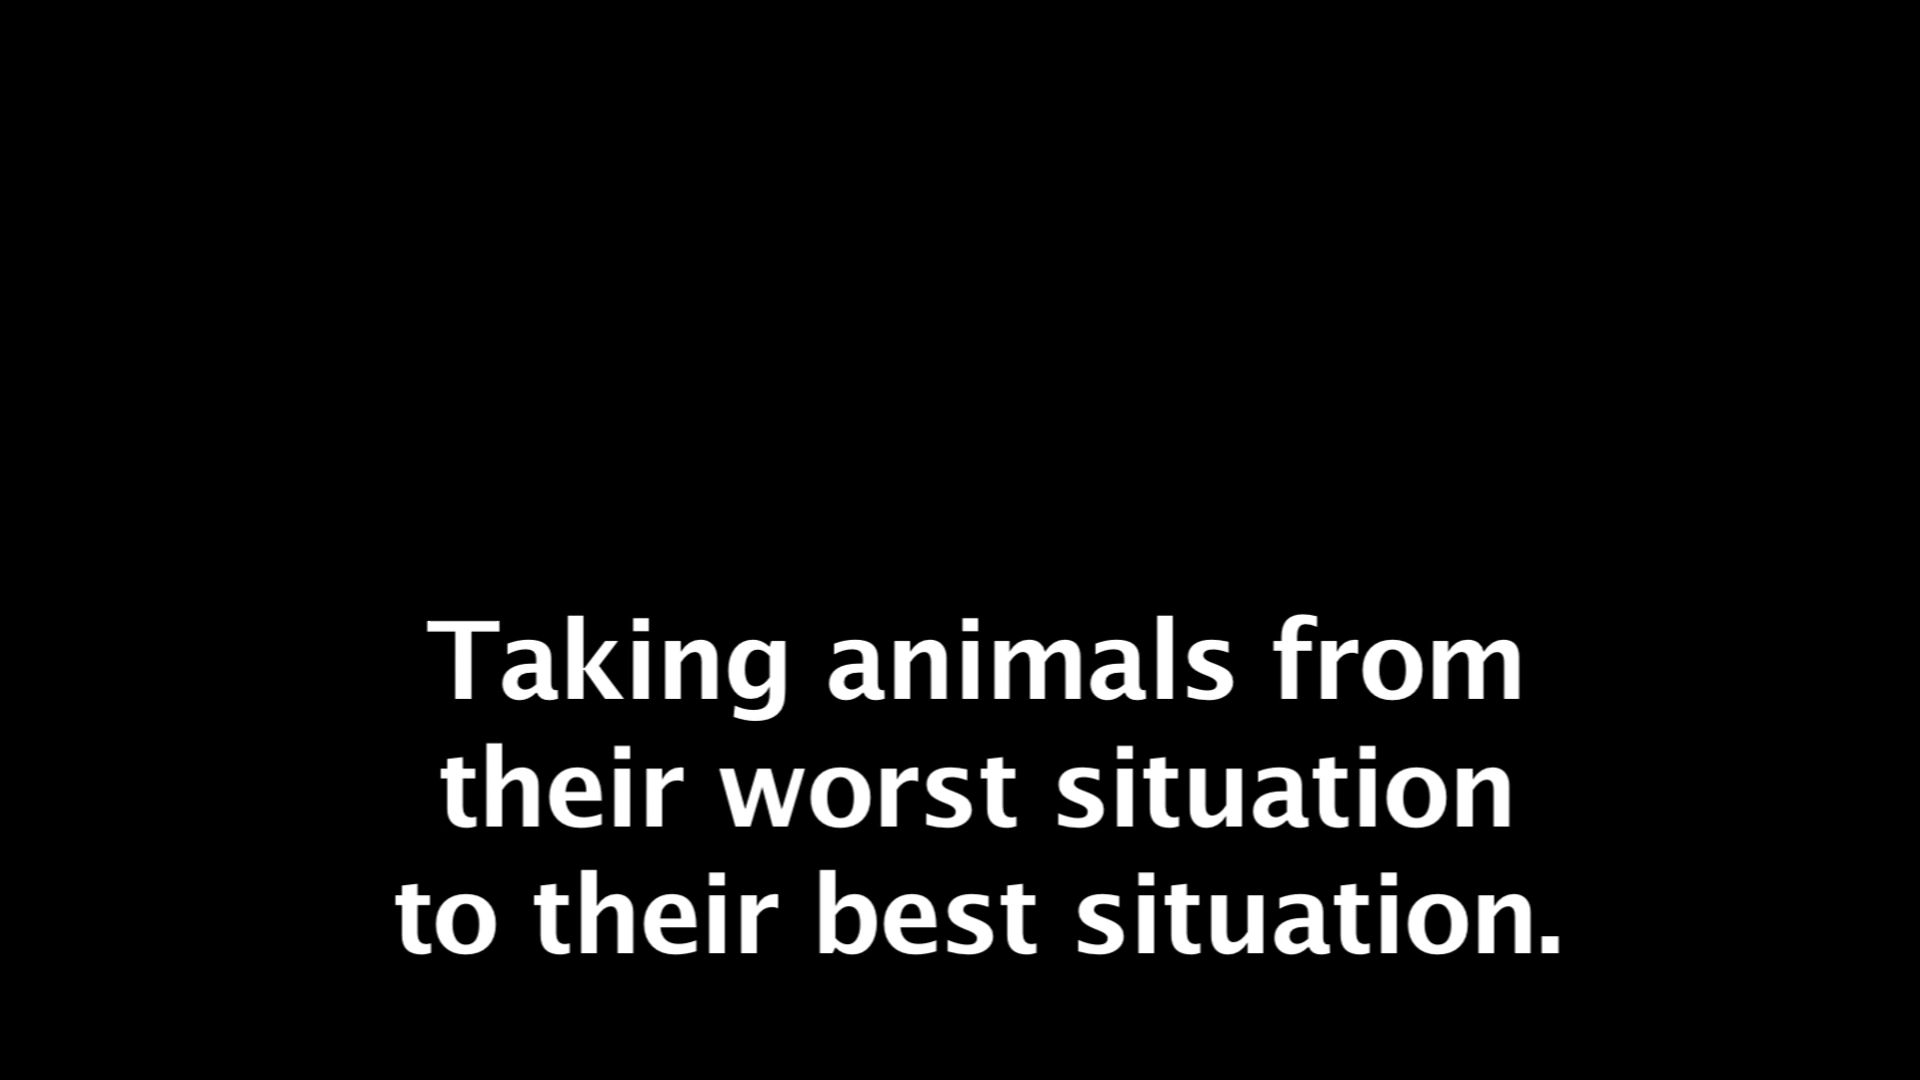 Taking animals from
their worst situation
to their best situation.